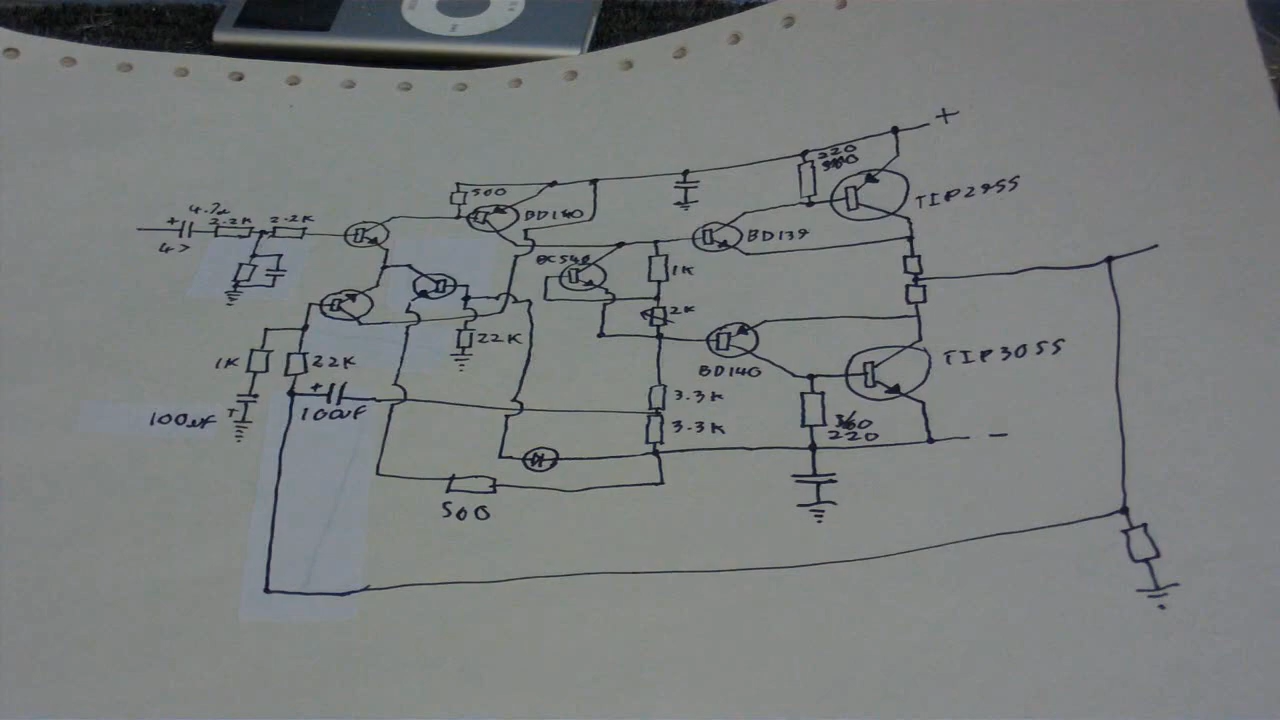 +
220
TIP2955
500
4.7u
2.2K
2.2K
+
47
BD140
BD139
BC548
1K
2K
22K
1K
22K
BD140
TIP3055
+
100uF
+
100uF
3.3K
3.3K
220
−
500